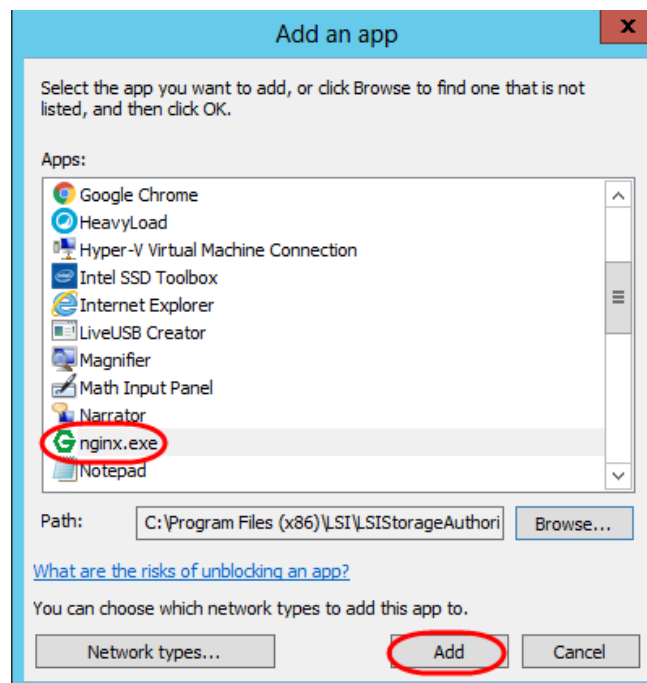 Add an app
x
Select the app you want to add, or click Browse to find one that is not
listed, and then click OK.
Apps:
Google Chrome
HeavyLoad
Hyper-V Virtual Machine Connection
Intel SSD Toolbox
Internet Explorer
LiveUSB Creator
Magnifier
Math Input Panel
Narrator
nginx.exe
Notepad
Path:
C:\Program Files (x86)\LSI\LSIStorageAuthori
Browse...
What are the risks of unblocking an app?
You can choose which network types to add this app to.
Network types...
Add
Cancel